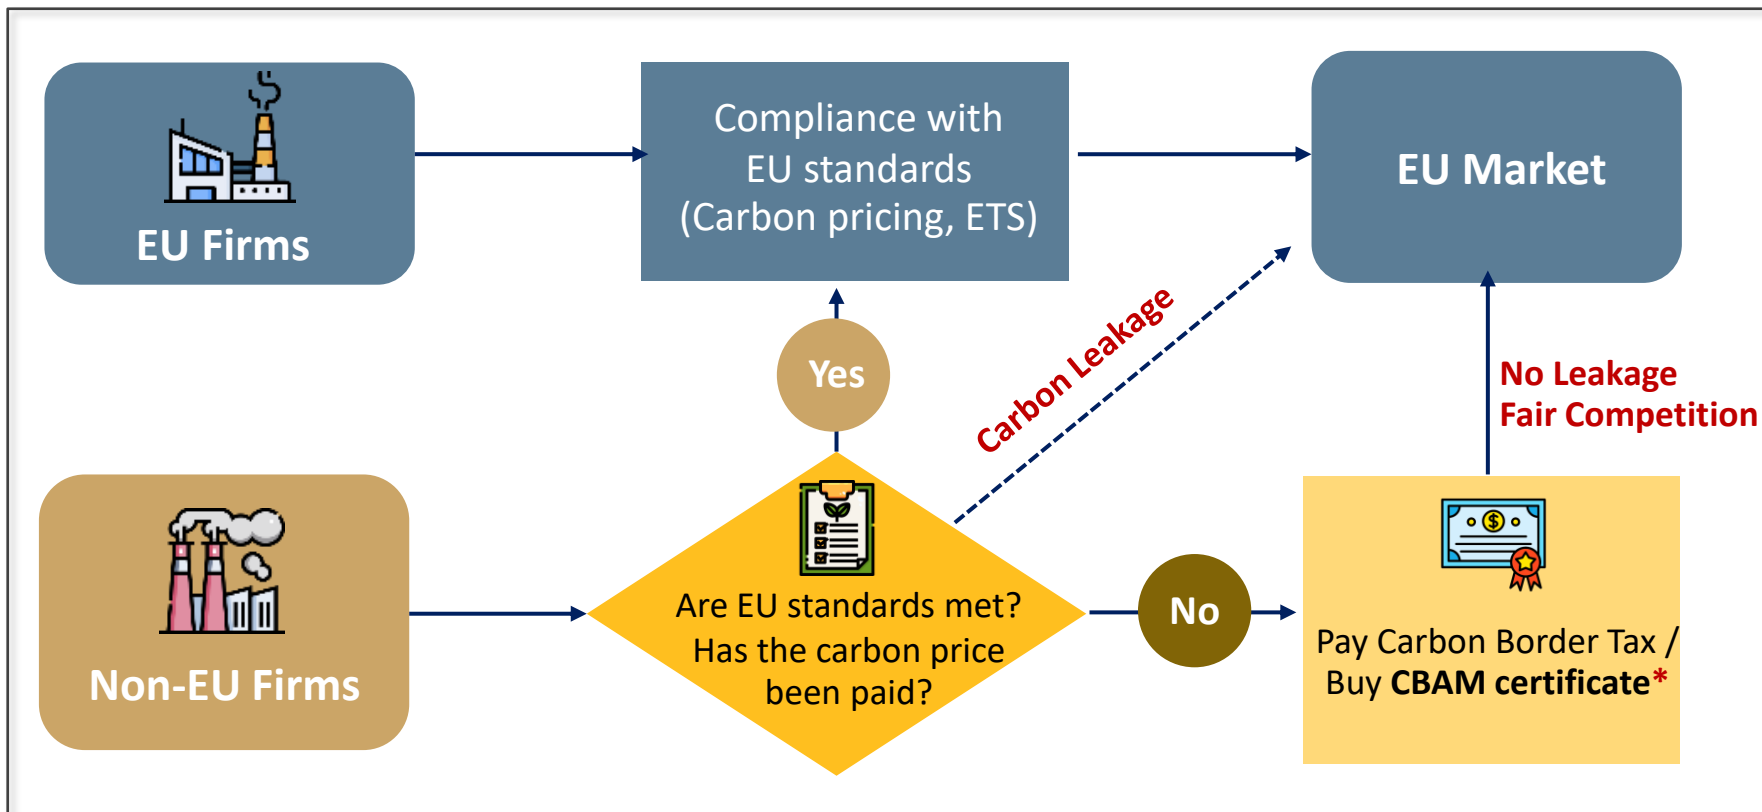 EU Firms
Compliance with
EU standards
(Carbon pricing, ETS)
EU Market
Yes
Carbon Leakage
No Leakage
Fair Competition
Non-EU Firms
Are EU standards met?
Has the carbon price
been paid?
No
$
Pay Carbon Border Tax /
Buy CBAM certificate*